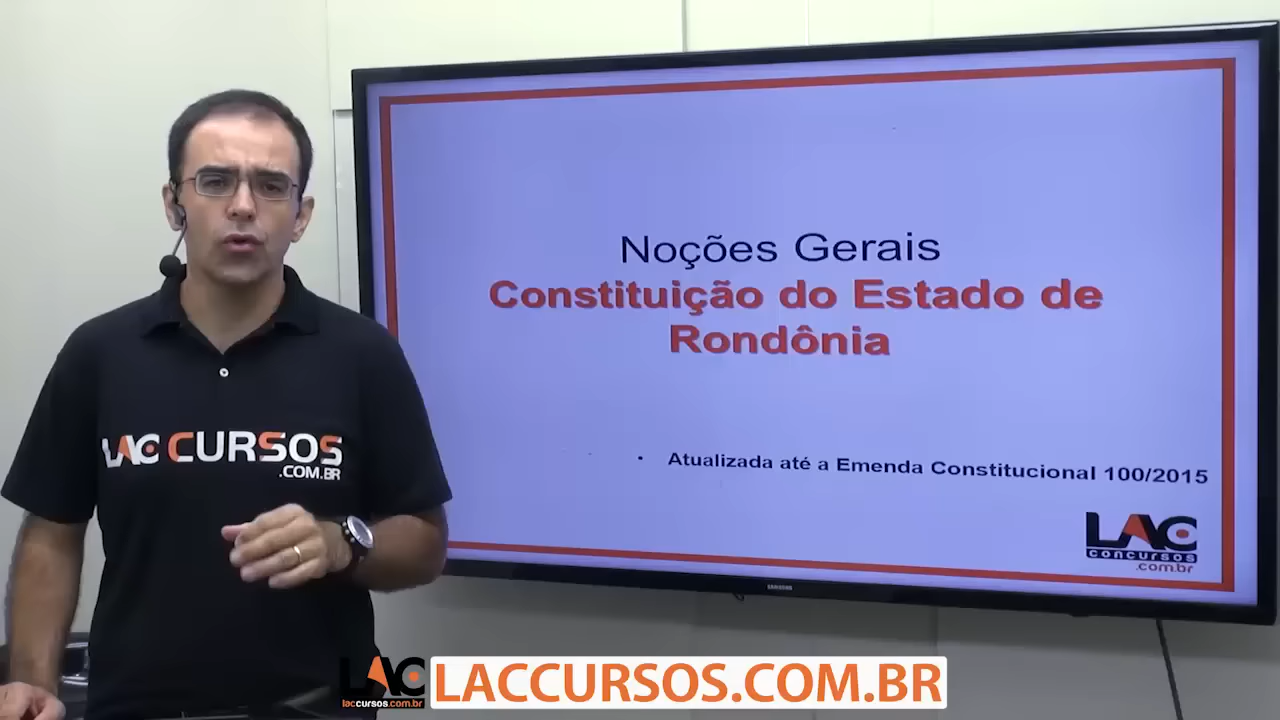 Noções Gerais
Constituição do Estado de
Rondônia
• Atualizada até a Emenda Constitucional 100/2015
LAC
concursos
.com.br
SAMSUNG
LAC CURSOS
.COM.BR
LAC
laccursos.com.br
LACCURSOS.COM.BR